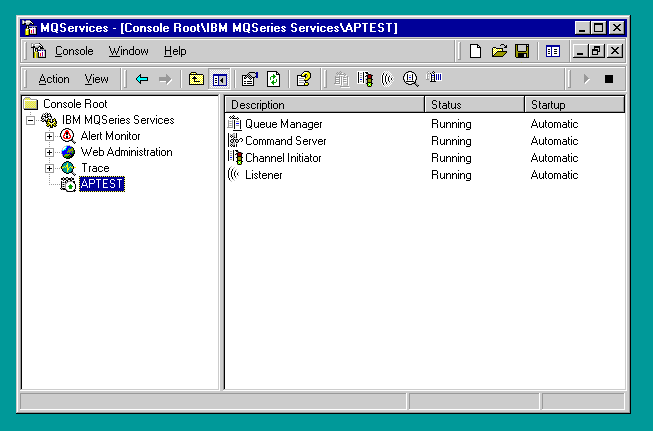 MQServices - [Console Root\IBM MQSeries Services\APTEST]
Console Window Help
Action View
Console Root
IBM MQSeries Services
Alert Monitor
Web Administration
Trace
APTEST
Description Status Startup
Queue Manager Running Automatic
Command Server Running Automatic
Channel Initiator Running Automatic
Listener Running Automatic